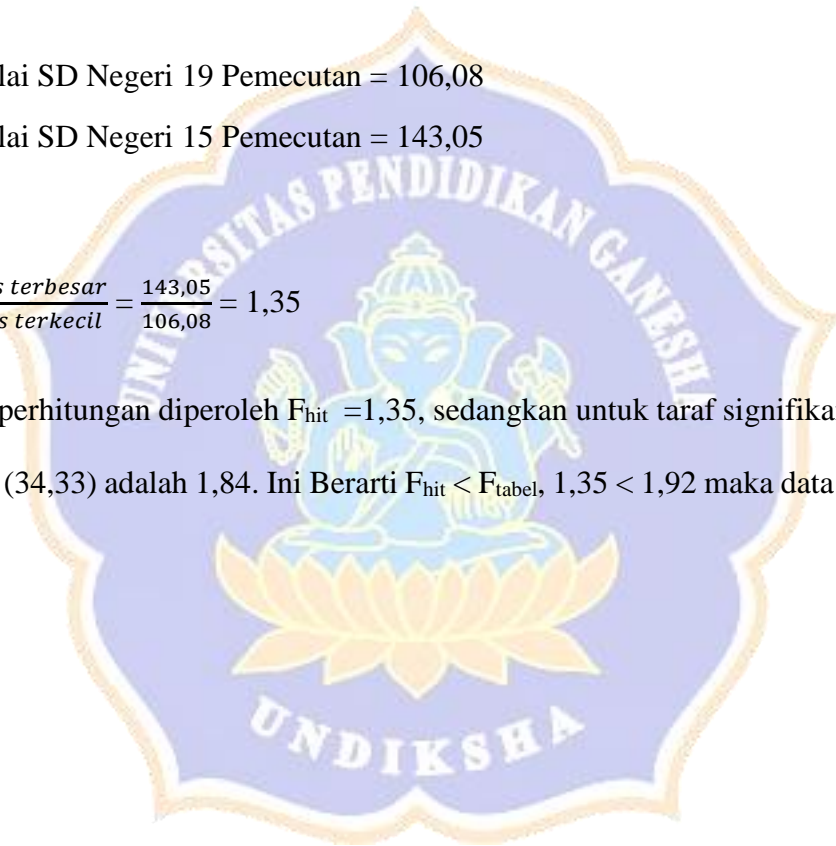 lai SD Negeri 19 Pemecutan = 106,08
lai SD Negeri 15 Pemecutan = 143,05
UNIVERSITAS PENDIDIKAN GANESHA
s terbesar / s terkecil = 143,05 / 106,08 = 1,35
perhitungan diperoleh Fhit =1,35, sedangkan untuk taraf signifika
(34,33) adalah 1,84. Ini Berarti Fhit < Ftabel, 1,35 < 1,92 maka data
UNDIKSHA